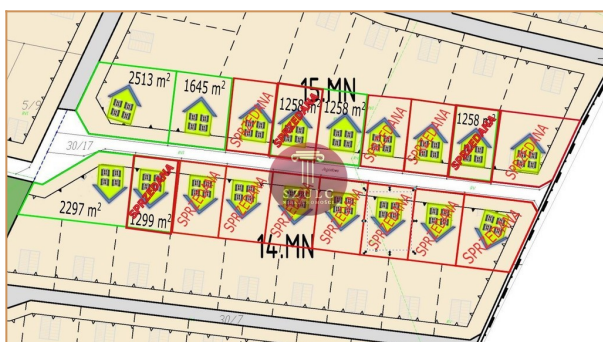 15.MN
2513 m²
1645 m²
1258 m²
1258 m²
1258 m²
SPRZEDANA
SPRZEDANA
SPRZEDANA
SPRZEDANA
SPRZEDANA
SPRZEDANA
5/9
30/17
2297 m²
1299 m²
SPRZEDANA
SPRZEDANA
SPRZEDANA
SPRZEDANA
SPRZEDANA
SPRZEDANA
SPRZEDANA
SPRZEDANA
14.MN
30/7